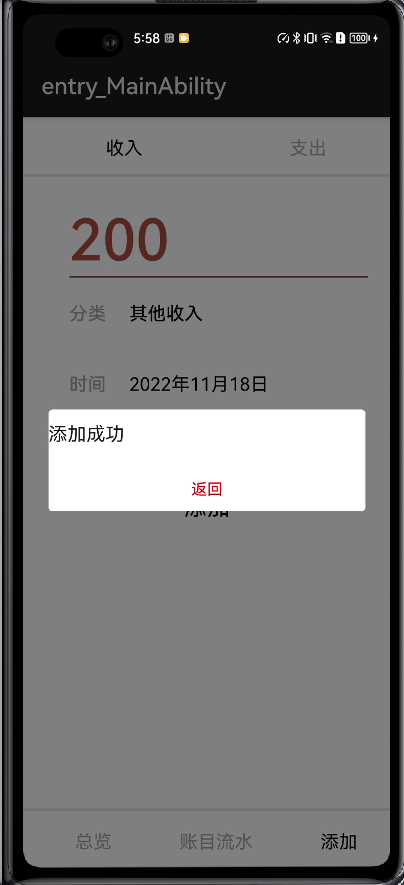 5:58
100
entry_MainAbility
收入 支出
200
分类 其他收入
时间 2022年11月18日
添加成功
返回
添加
总览 账目流水 添加